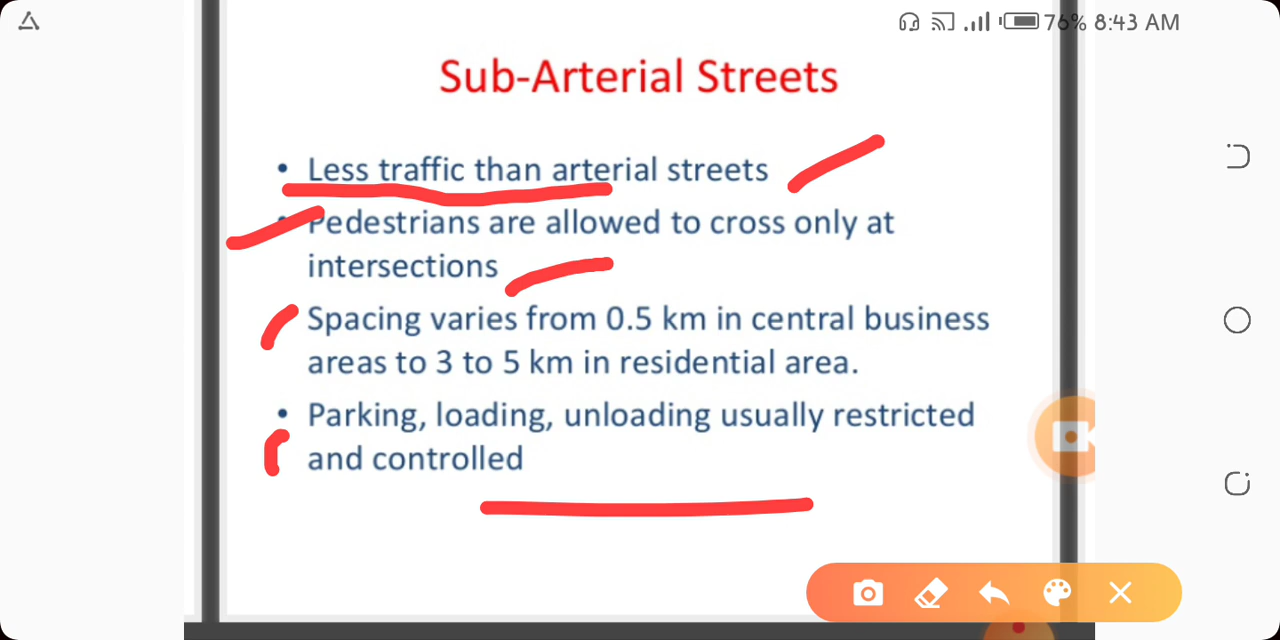 76% 8:43 AM
Sub-Arterial Streets
• Less traffic than arterial streets
• Pedestrians are allowed to cross only at
intersections
Spacing varies from 0.5 km in central business
areas to 3 to 5 km in residential area.
• Parking, loading, unloading usually restricted
and controlled